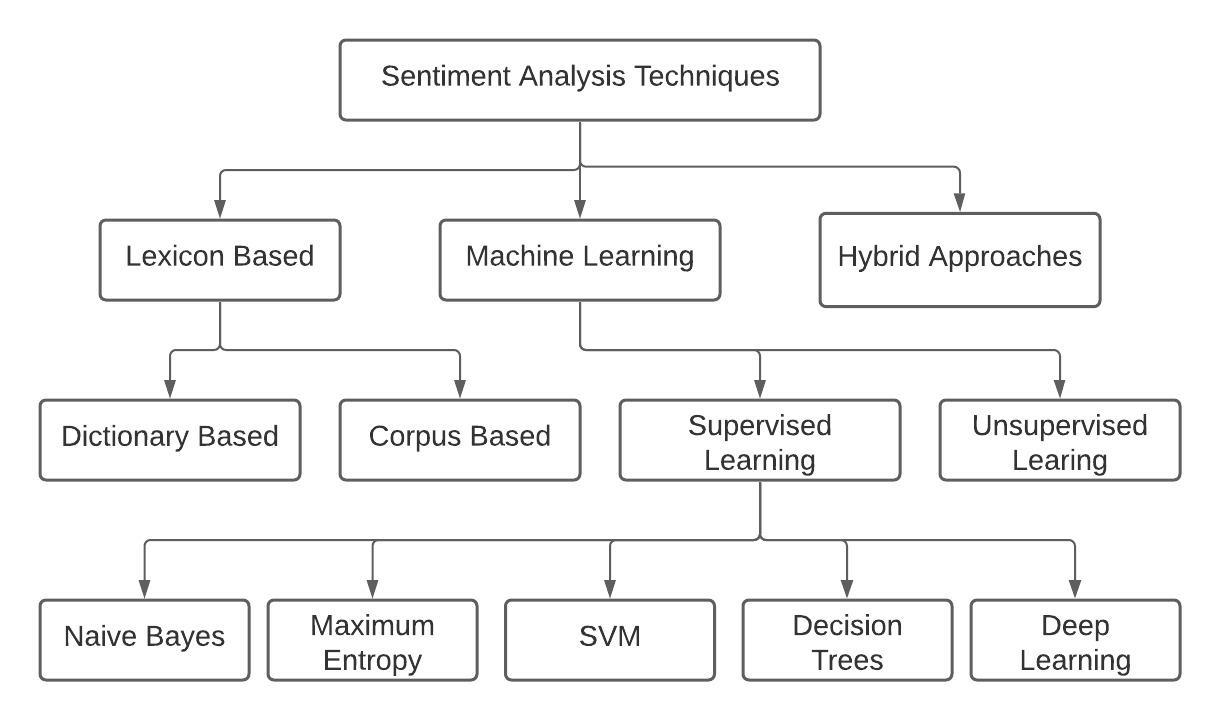 Sentiment Analysis Techniques
Lexicon Based
Machine Learning
Hybrid Approaches
Dictionary Based
Corpus Based
Supervised
Learning
Unsupervised
Learing
Naive Bayes
Maximum
Entropy
SVM
Decision
Trees
Deep
Learning